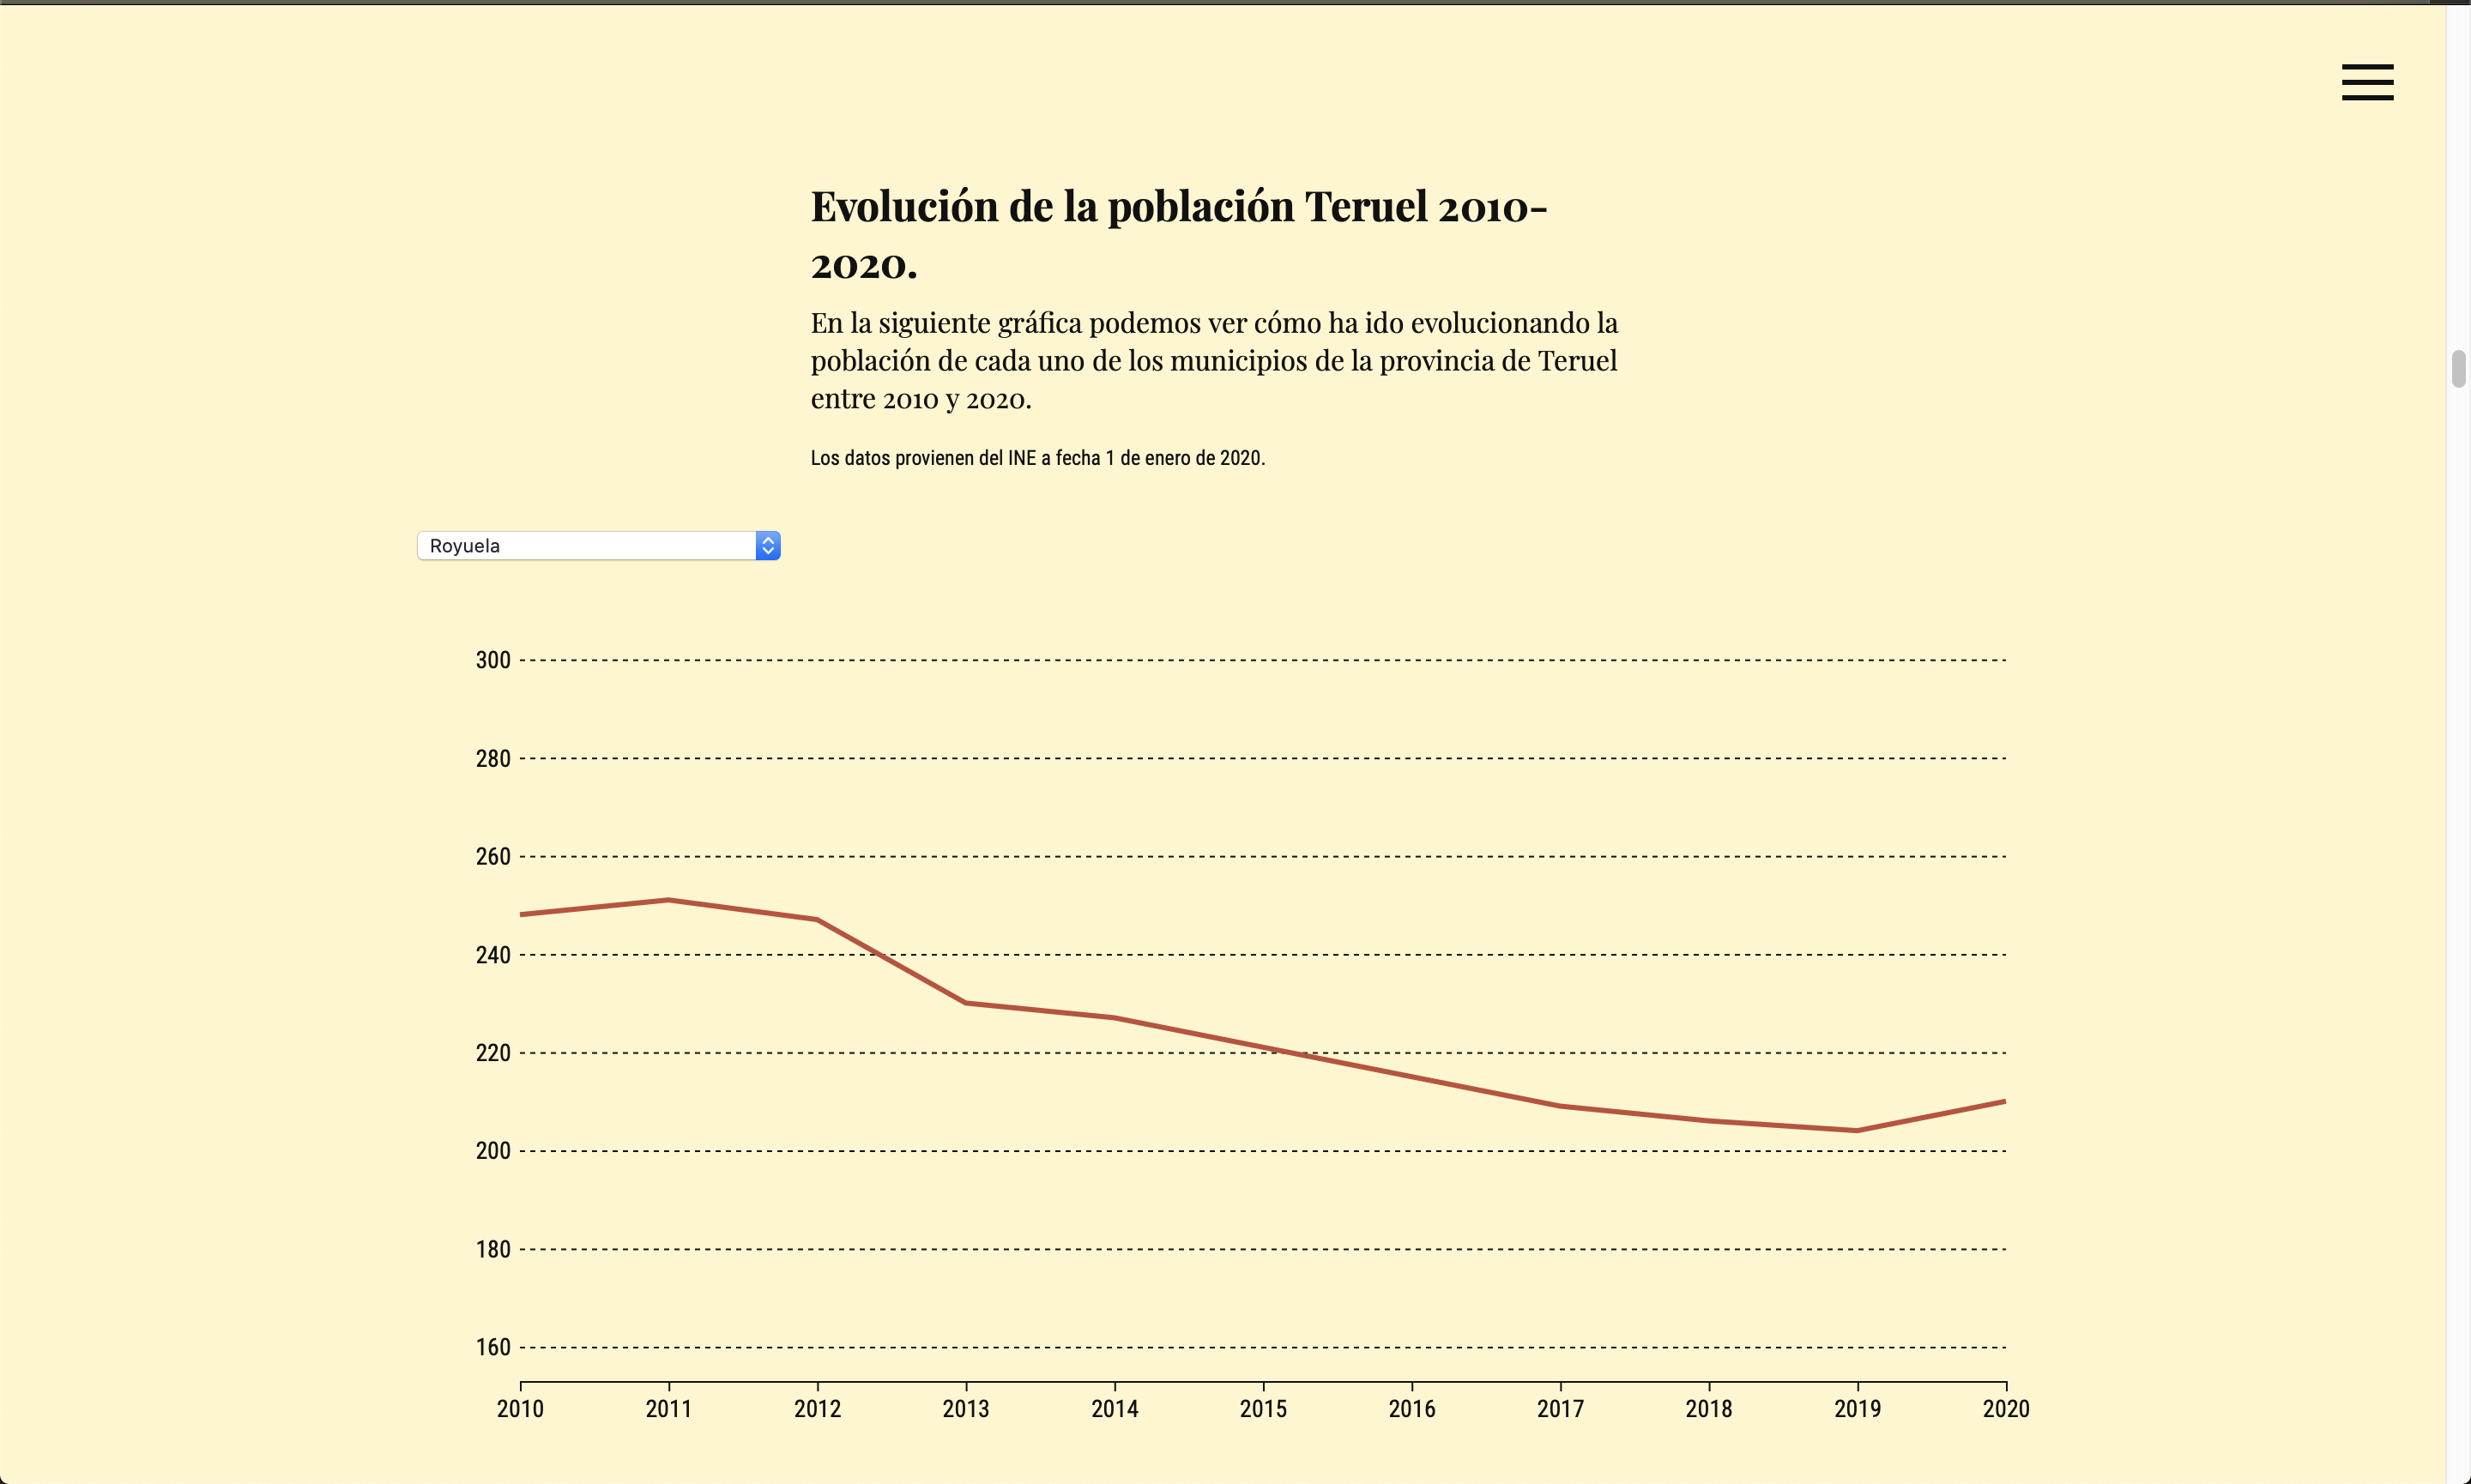 Evolución de la población Teruel 2010-
2020.
En la siguiente gráfica podemos ver cómo ha ido evolucionando la
población de cada uno de los municipios de la provincia de Teruel
entre 2010 y 2020.
Los datos provienen del INE a fecha 1 de enero de 2020.
Royuela
300
280
260
240
220
200
180
160
2010 2011 2012 2013 2014 2015 2016 2017 2018 2019 2020